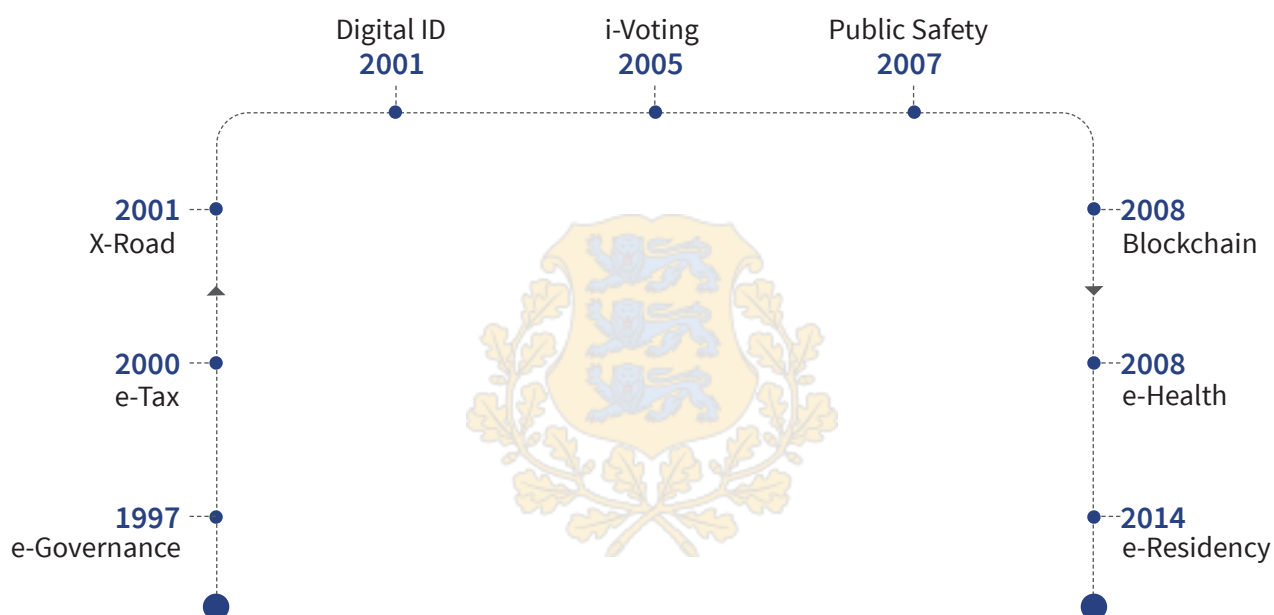 Digital ID
2001
i-Voting
2005
Public Safety
2007
2001
X-Road
2000
e-Tax
1997
e-Governance
2008
Blockchain
2008
e-Health
2014
e-Residency